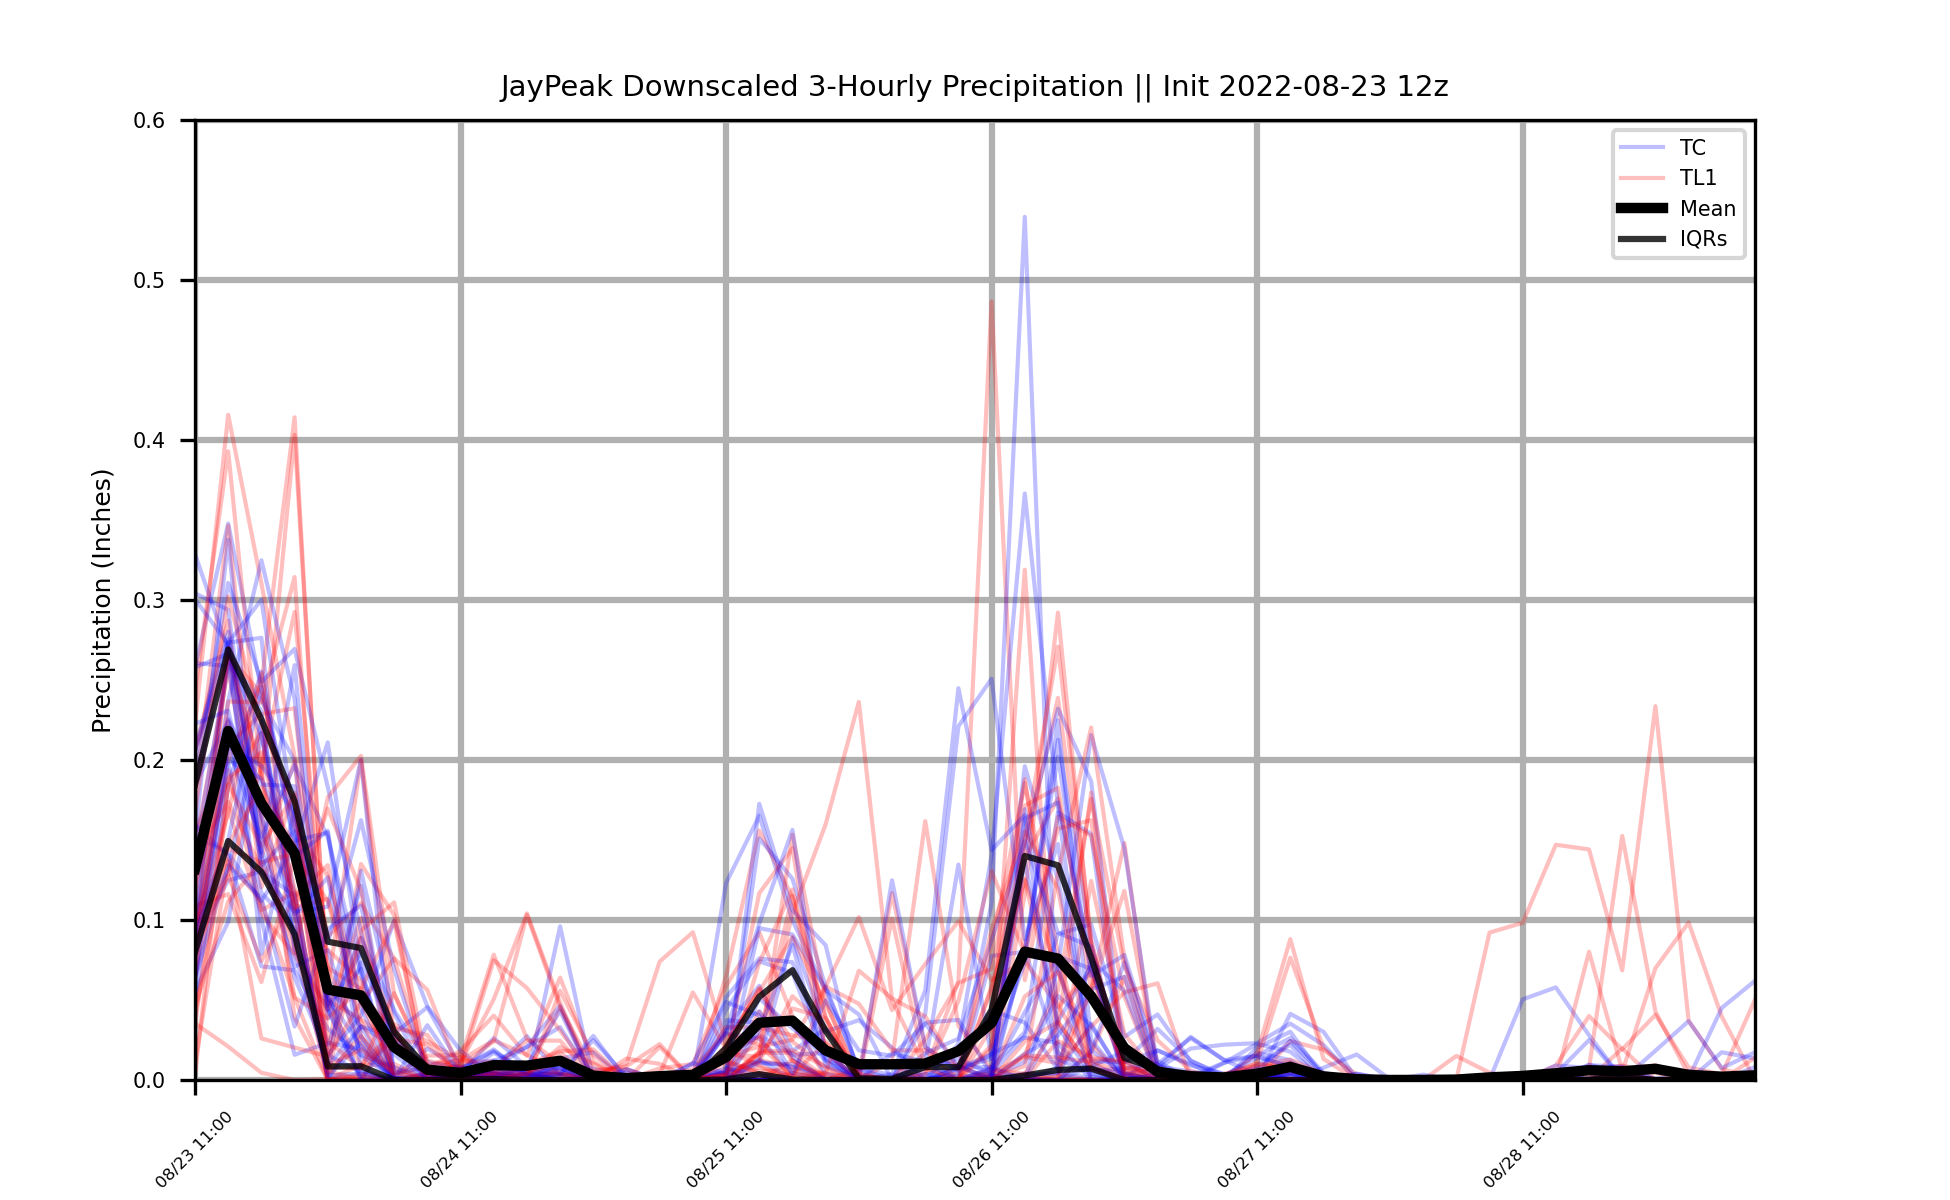 JayPeak Downscaled 3-Hourly Precipitation || Init 2022-08-23 12z
TC
TL1
Mean
IQRs
Precipitation (Inches)
0.6
0.5
0.4
0.3
0.2
0.1
0.0
08/23 11:00
08/24 11:00
08/25 11:00
08/26 11:00
08/27 11:00
08/28 11:00